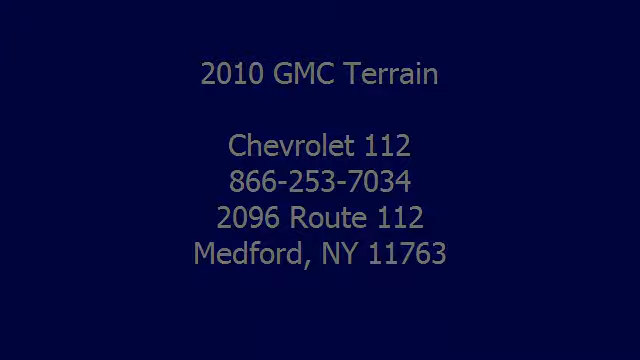 2010 GMC Terrain
Chevrolet 112
866-253-7034
2096 Route 112
Medford, NY 11763